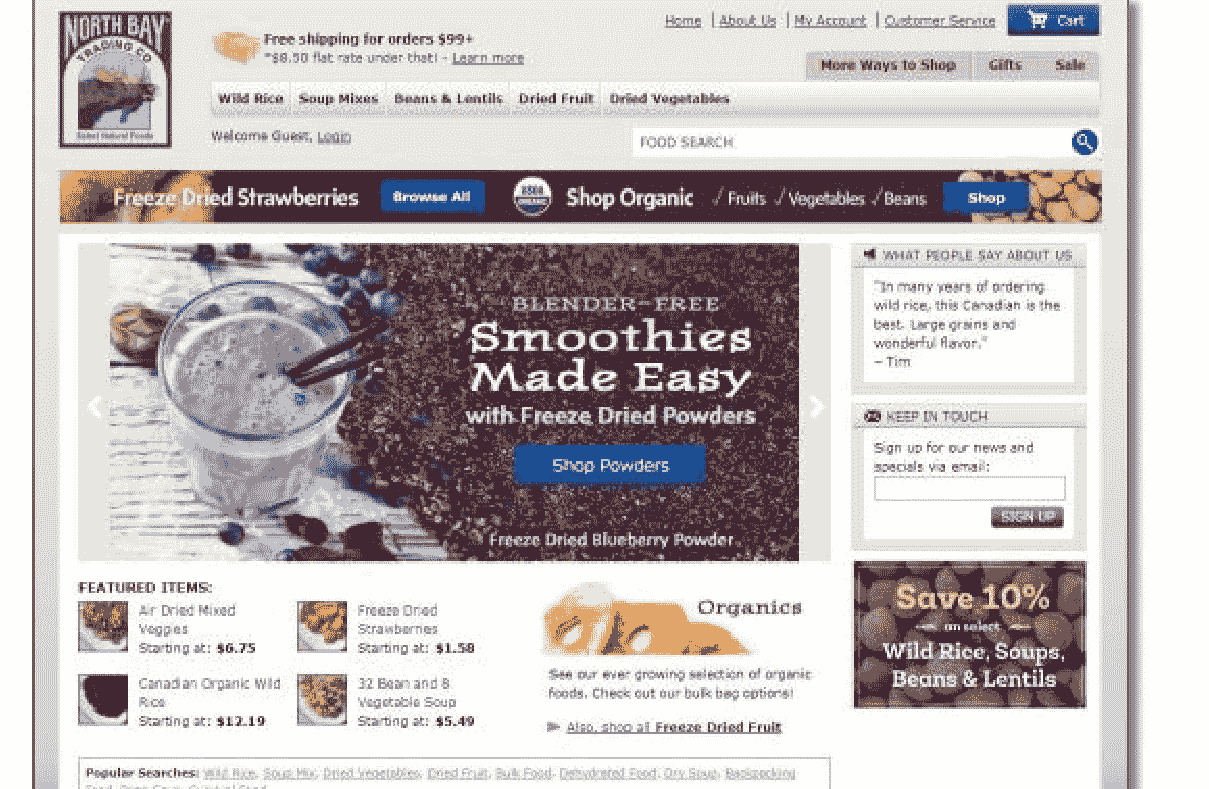 NORTH BAY
TRADING CO
Home | About Us | My Account | Customer Service
Cart
Free shipping for orders $99+
*$8.50 flat rate under that! - Learn more
More Ways to Shop Gifts Sale
Wild Rice Soup Mixes Beans & Lentils Dried Fruit Dried Vegetables
Welcome Guest, Login
FOOD SEARCH
Freeze Dried Strawberries Browse All USDA ORGANIC Shop Organic √ Fruits √ Vegetables √ Beans Shop
BLENDER-FREE
Smoothies
Made Easy
with Freeze Dried Powders
Shop Powders
Freeze Dried Blueberry Powder
WHAT PEOPLE SAY ABOUT US
"In many years of ordering
wild rice, this Canadian is the
best. Large grains and
wonderful flavor."
– Tim
KEEP IN TOUCH
Sign up for our news and
specials via email:
SIGN UP
FEATURED ITEMS:
Air Dried Mixed
Veggies
Starting at: $6.75
Freeze Dried
Strawberries
Starting at: $1.58
Canadian Organic Wild
Rice
Starting at: $12.19
32 Bean and 8
Vegetable Soup
Starting at: $5.49
Organics
See our ever growing selection of organic
foods. Check out our bulk bag options!
Also, shop all Freeze Dried Fruit
Save 10%
on select
Wild Rice, Soups,
Beans & Lentils
Popular Searches: Wild Rice, Soup Mix, Dried Vegetables, Dried Fruit, Bulk Food, Dehydrated Food, Dry Soup, Backpacking